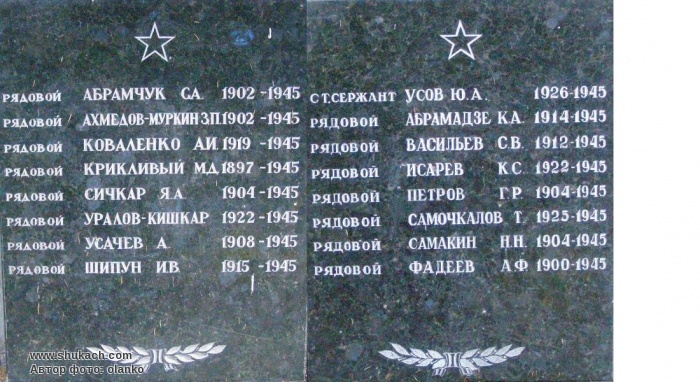 РЯДОВОЙ АБРАМЧУК С.А. 1902-1945
РЯДОВОЙ АХМЕДОВ-МУРКИН З.П. 1902-1945
РЯДОВОЙ КОВАЛЕНКО А.И. 1919-1945
РЯДОВОЙ КРИКЛИВЫЙ М.Д. 1897-1945
РЯДОВОЙ СИЧКАР Я.А. 1904-1945
РЯДОВОЙ УРАЛОВ-КИШКАР 1922-1945
РЯДОВОЙ УСАЧЕВ А. 1908-1945
РЯДОВОЙ ШИПУН И.В. 1915-1945
СТ.СЕРЖАНТ УСОВ Ю.А. 1926-1945
РЯДОВОЙ АБРАМАДЗЕ К.А. 1914-1945
РЯДОВОЙ ВАСИЛЬЕВ С.В. 1912-1945
РЯДОВОЙ ИСАРЕВ К.С. 1922-1945
РЯДОВОЙ ПЕТРОВ Г.Р. 1904-1945
РЯДОВОЙ САМОЧКАЛОВ Т. 1925-1945
РЯДОВОЙ САМАКИН Н.Н. 1904-1945
РЯДОВОЙ ФАДЕЕВ А.Ф. 1900-1945
www.shukach.com
Автор фото: olanko